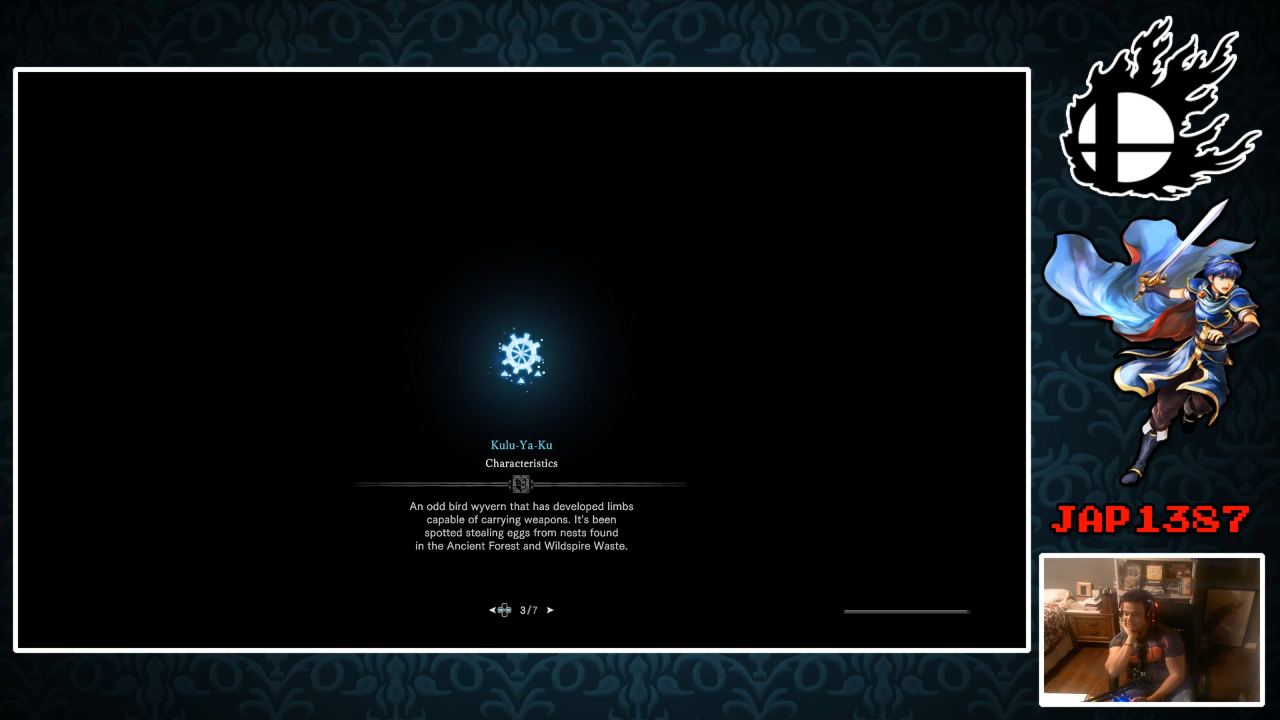 Kulu-Ya-Ku
Characteristics
An odd bird wyvern that has developed limbs
capable of carrying weapons. It's been
spotted stealing eggs from nests found
in the Ancient Forest and Wildspire Waste.
3/7
JAP1387